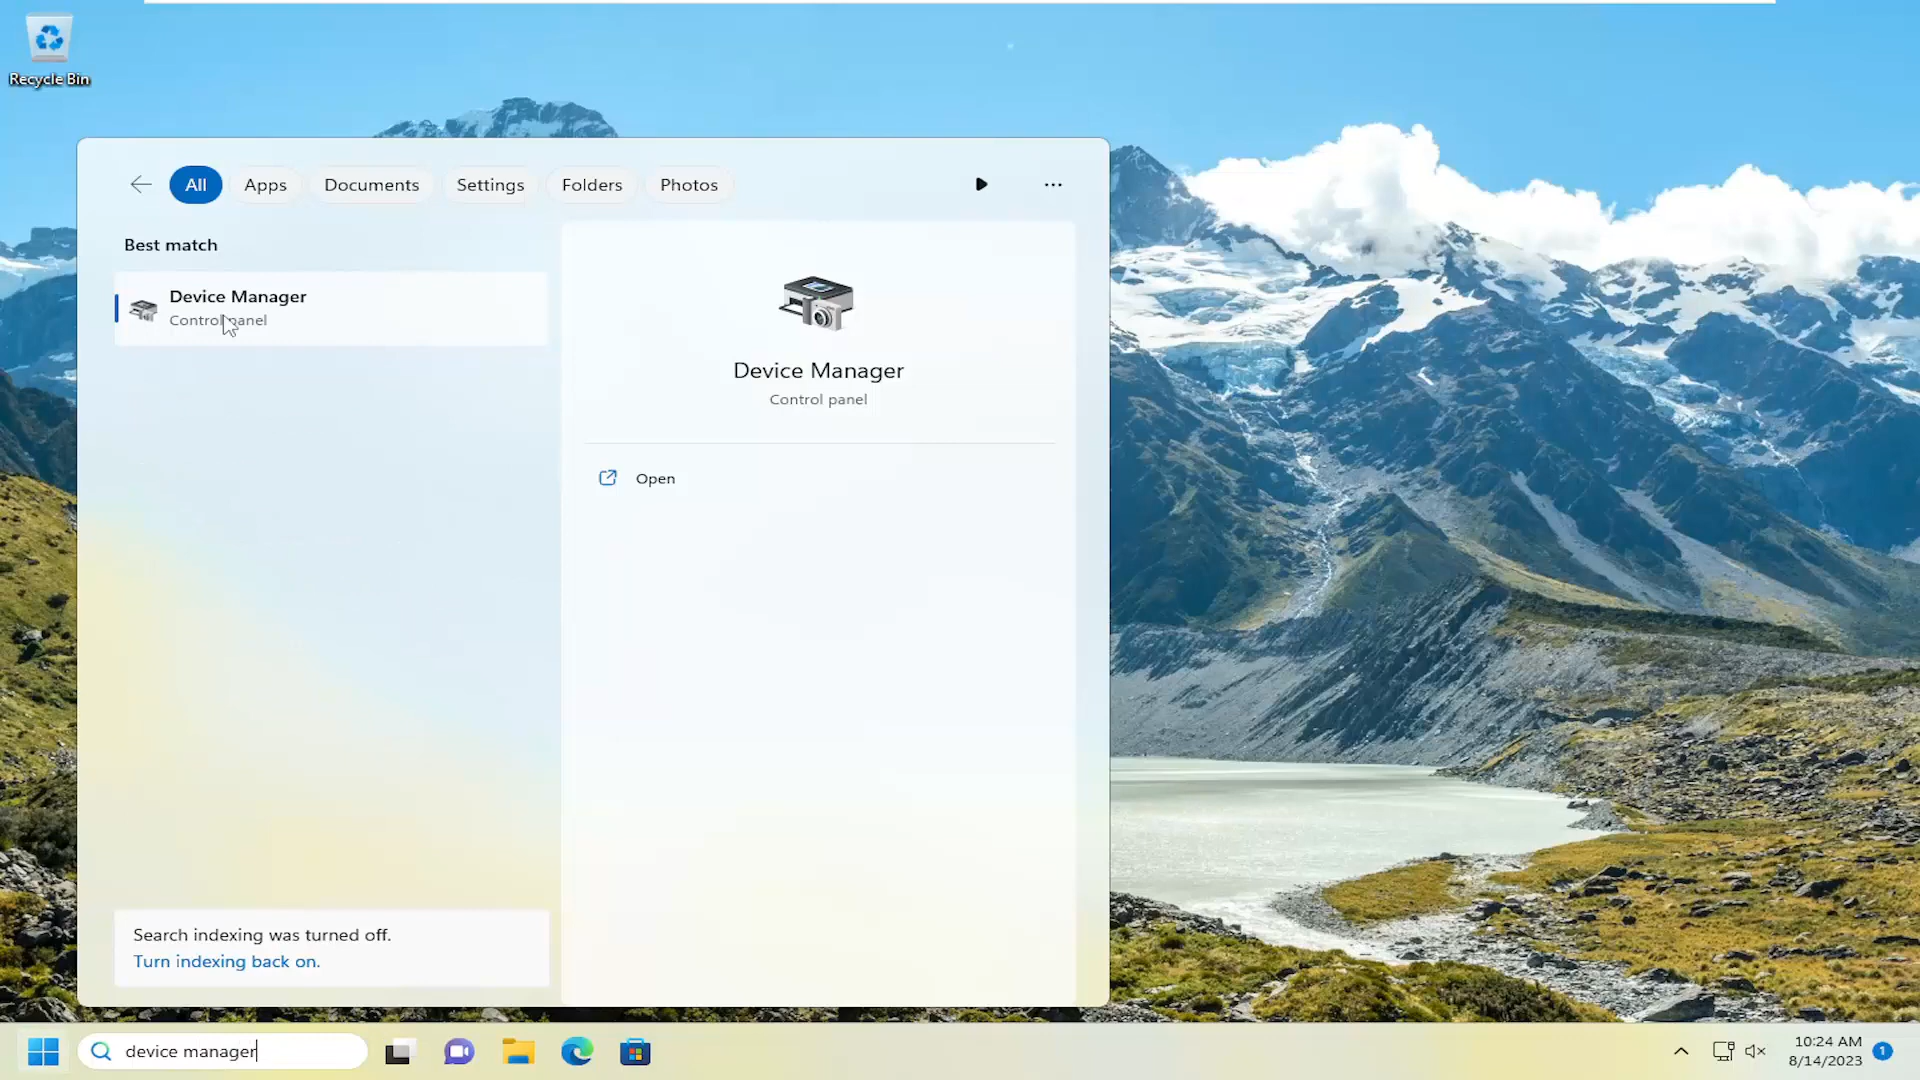 Recycle Bin
All
Apps
Documents
Settings
Folders
Photos
Best match
Device Manager
Control panel
Device Manager
Control panel
Open
Search indexing was turned off.
Turn indexing back on.
device manager
10:24 AM
8/14/2023
1